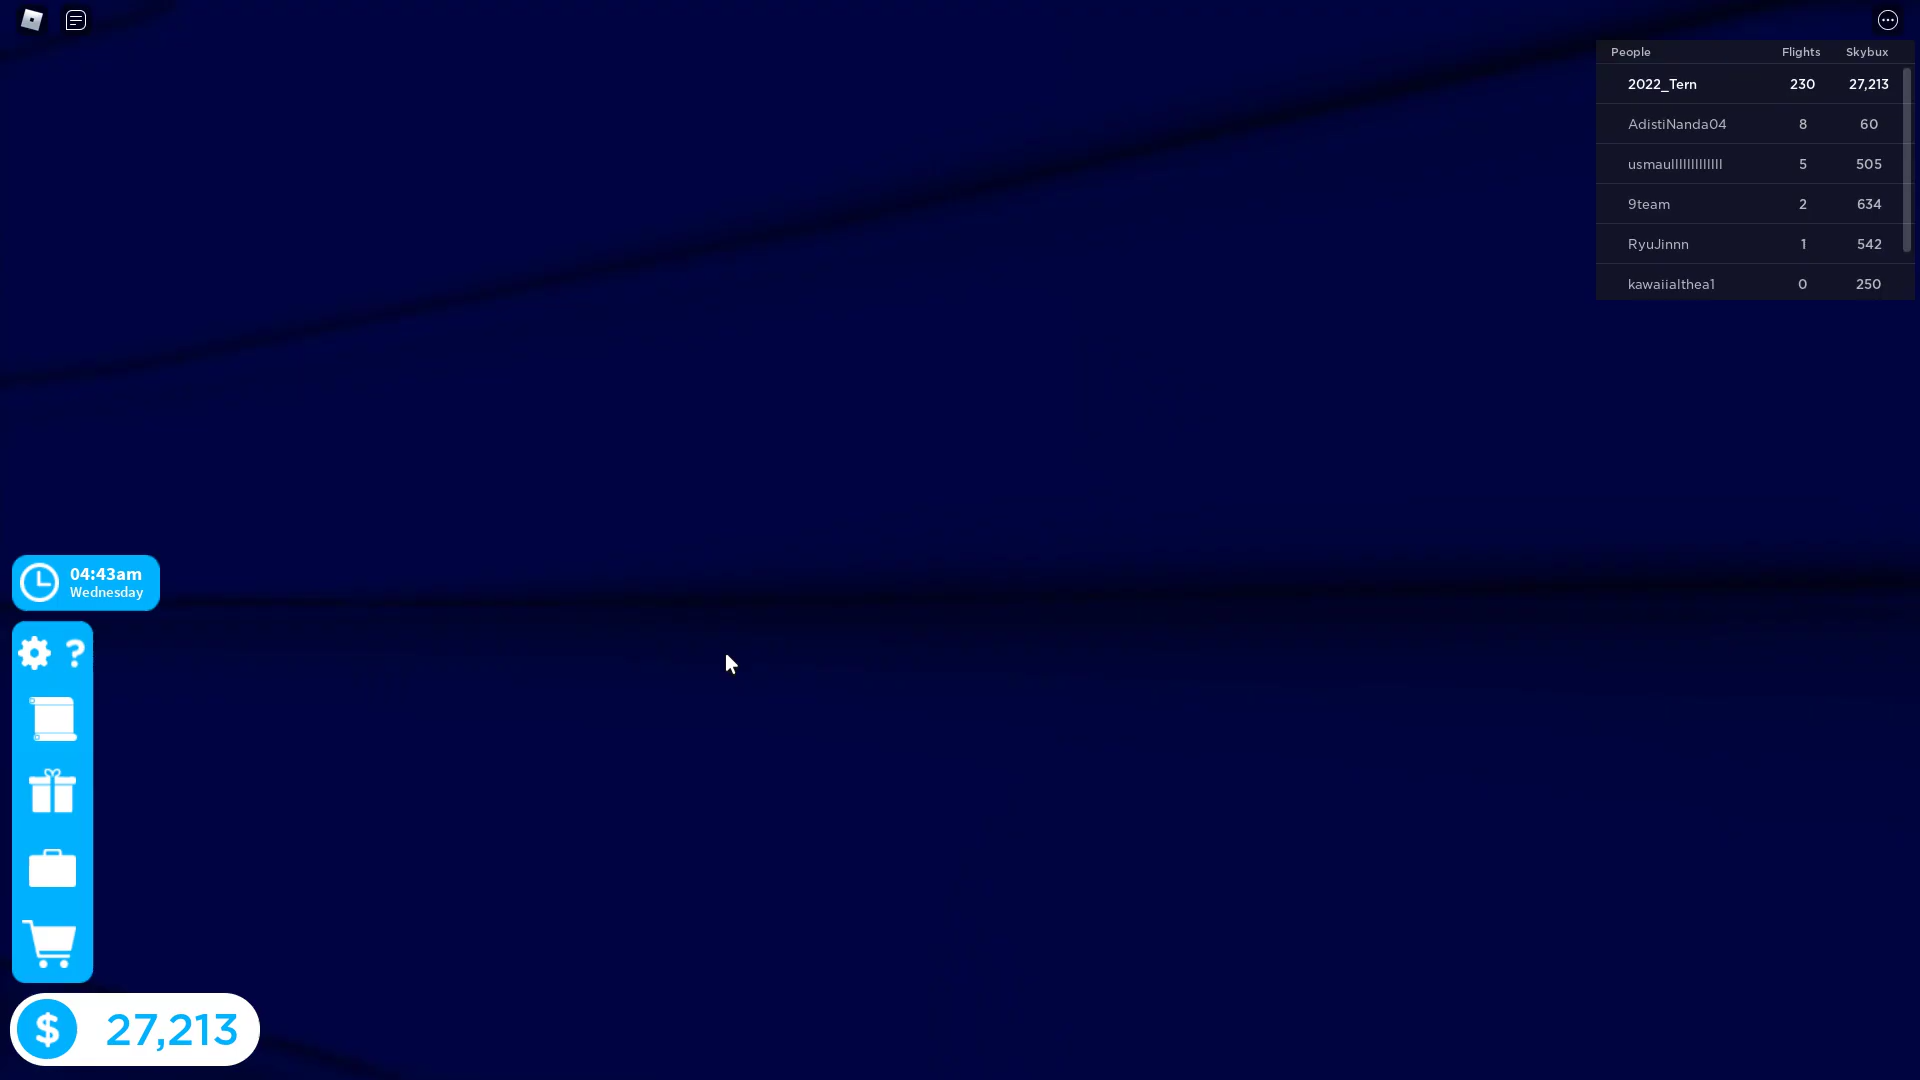 People Flights Skybux
2022_Tern 230 27,213
AdistiNanda04 8 60
usmaulllllllllllll 5 505
9team 2 634
RyuJinnn 1 542
kawaiialthea1 0 250
04:43am
Wednesday
?
$ 27,213